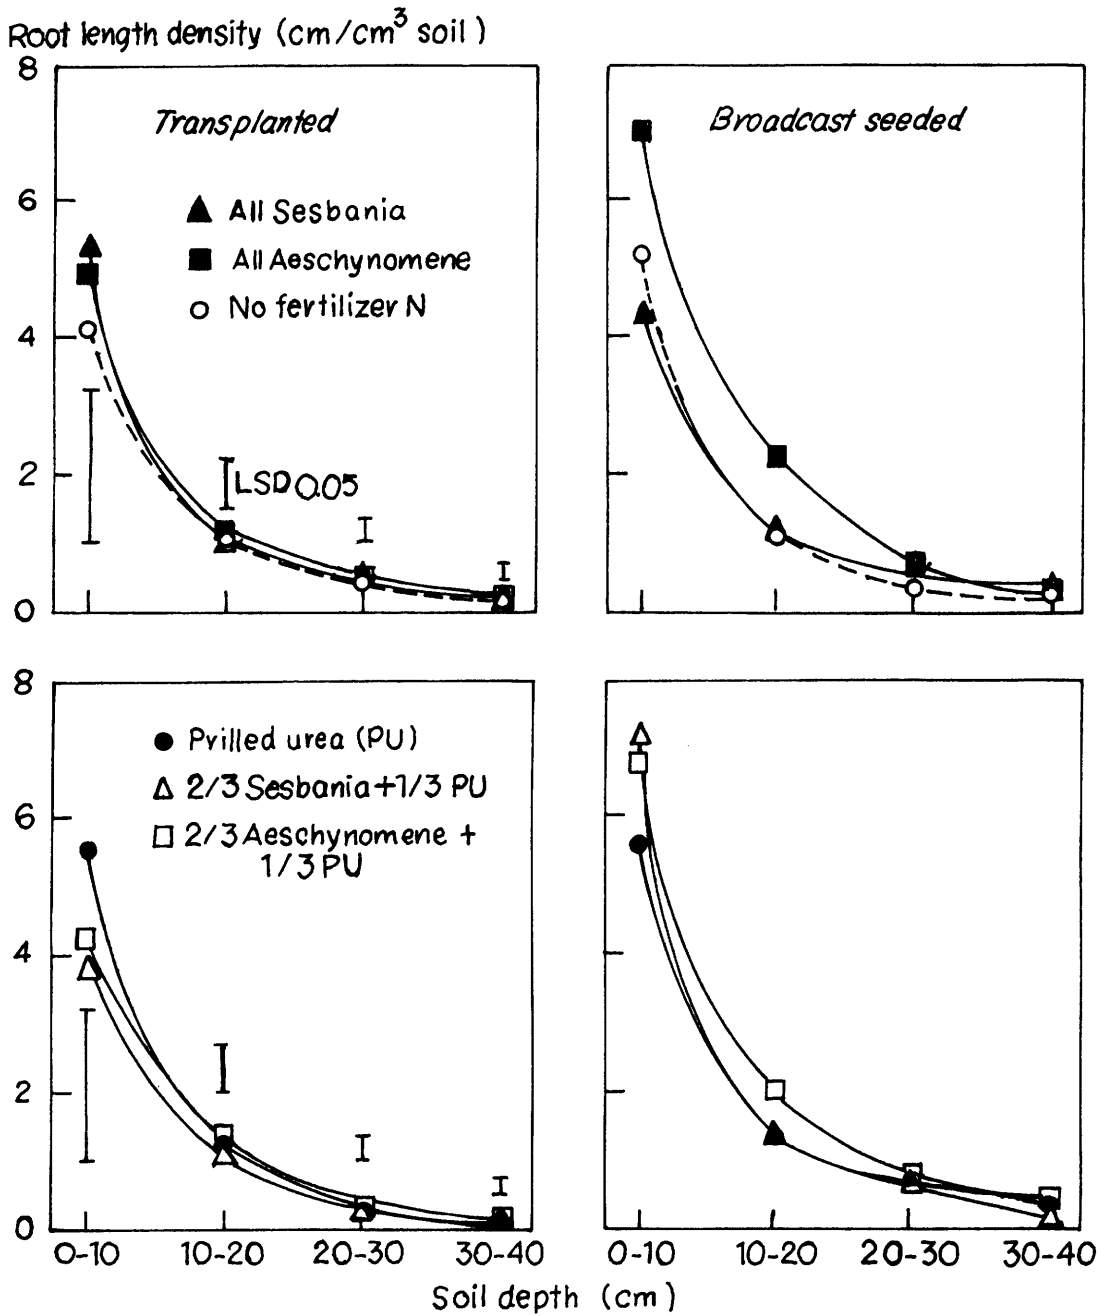 Root length density (cm/cm³ soil)
8
Transplanted
Broadcast seeded
All Sesbania
6
All Aeschynomene
No fertilizer N
4
2
LSD 0.05
0
8
Prilled urea (PU)
2/3 Sesbania+1/3 PU
6
2/3 Aeschynomene +
1/3 PU
4
2
0
0-10 10-20 20-30 30-40 0-10 10-20 20-30 30-40
Soil depth (cm)